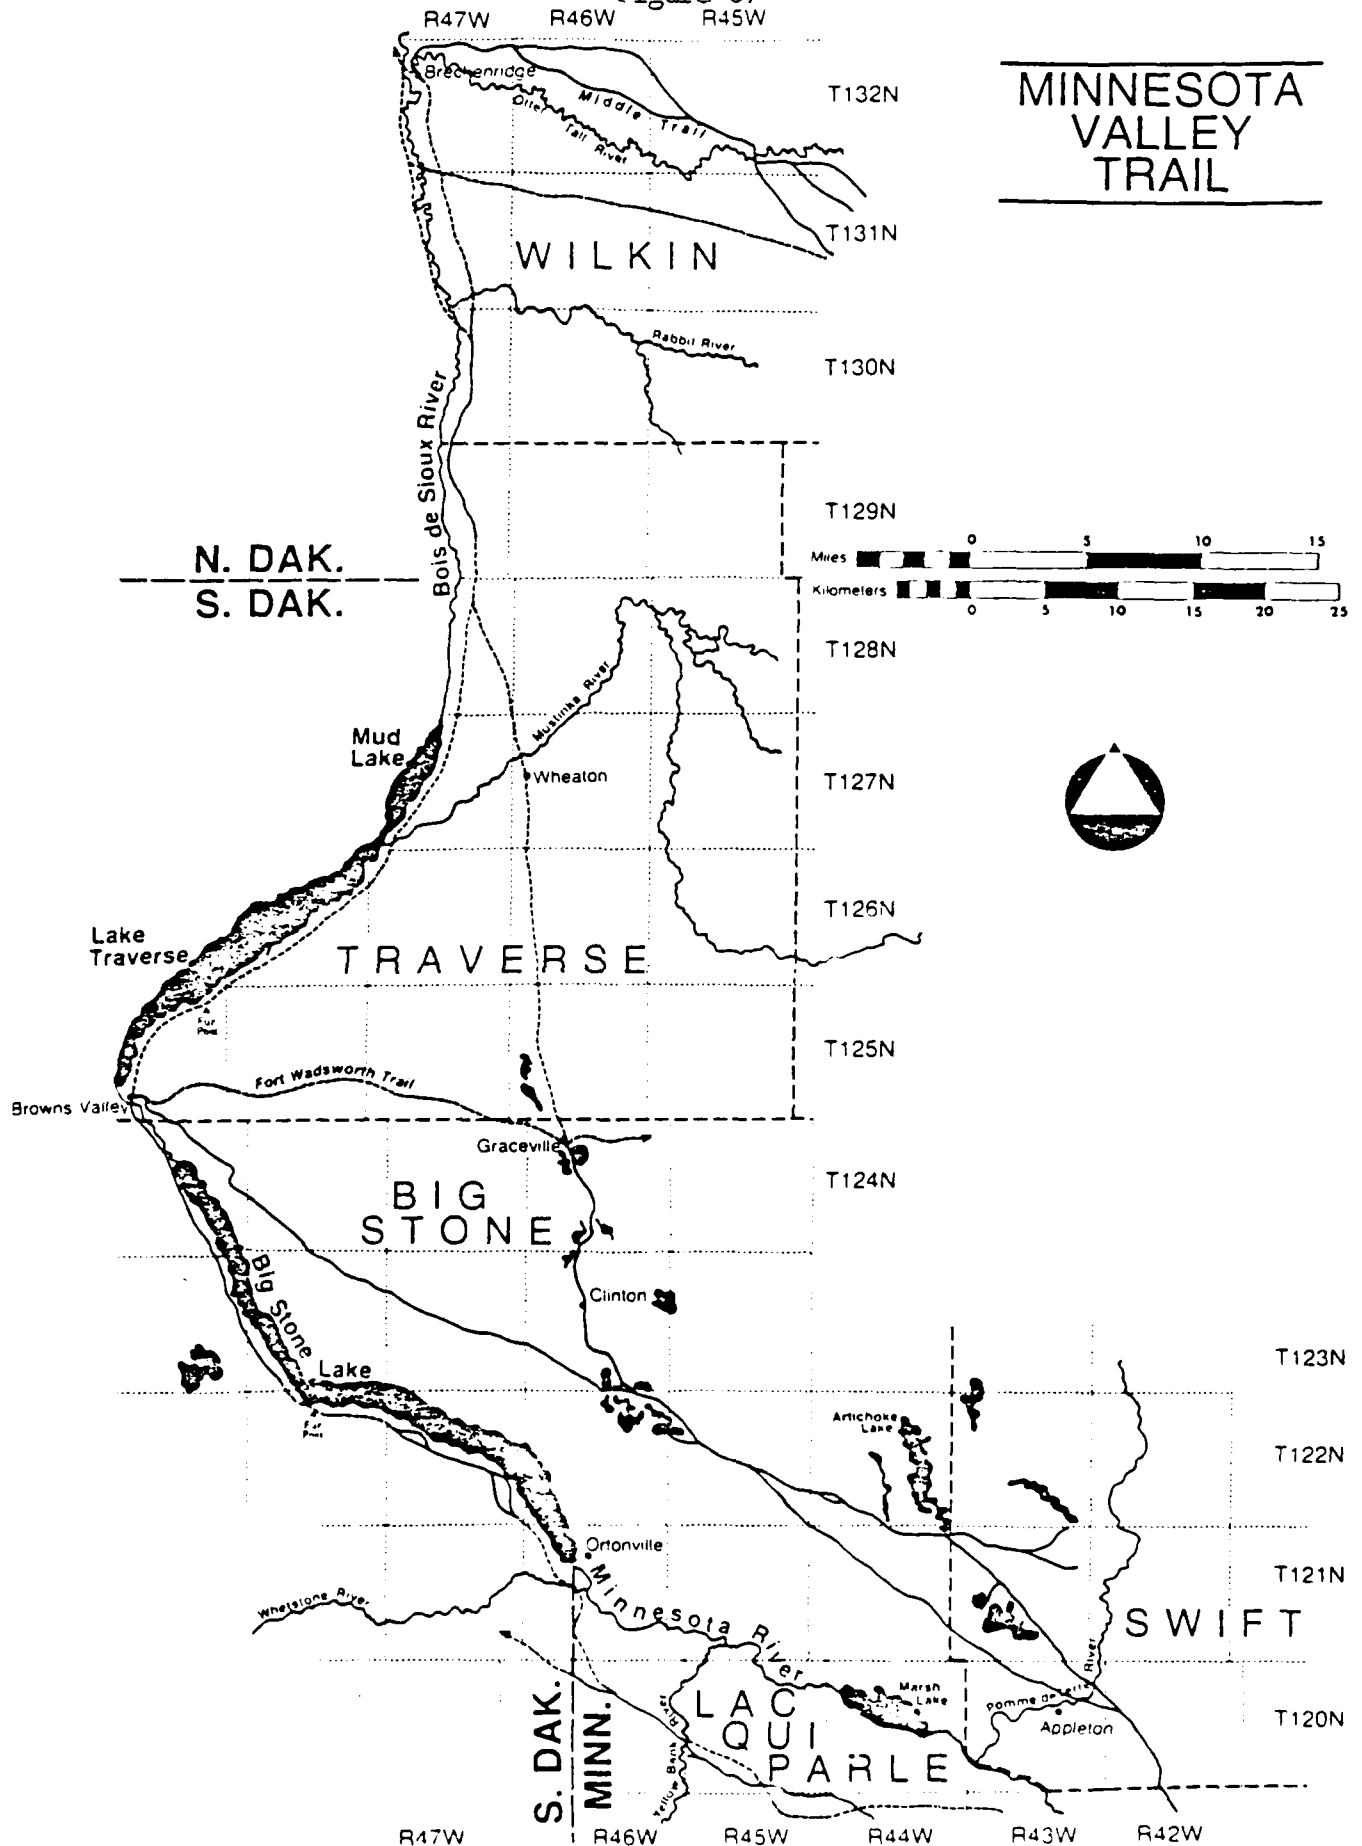 R47W R46W R45W
MINNESOTA
VALLEY
TRAIL
Breckenridge
T132N
Middle Trail
Otter Tail River
T131N
WILKIN
Rabbit River
T130N
Bois de Sioux River
T129N
N. DAK.
S. DAK.
Miles 0 5 10 15
Kilometers 0 5 10 15 20 25
T128N
Mustinka River
Mud
Lake
Wheaton
T127N
T126N
Lake
Traverse
TRAVERSE
Fur
Post
T125N
Fort Wadsworth Trail
Browns Valley
Graceville
T124N
BIG
STONE
Big Stone
Lake
Clinton
T123N
Fur
Post
Artichoke
Lake
T122N
Ortonville
T121N
Minnesota River
Whetstone River
SWIFT
Marsh
Lake
Pomme de Terre River
Appleton
T120N
LAC
QUI
PARLE
Yellow Bank River
S. DAK.
MINN.
R47W R46W R45W R44W R43W R42W